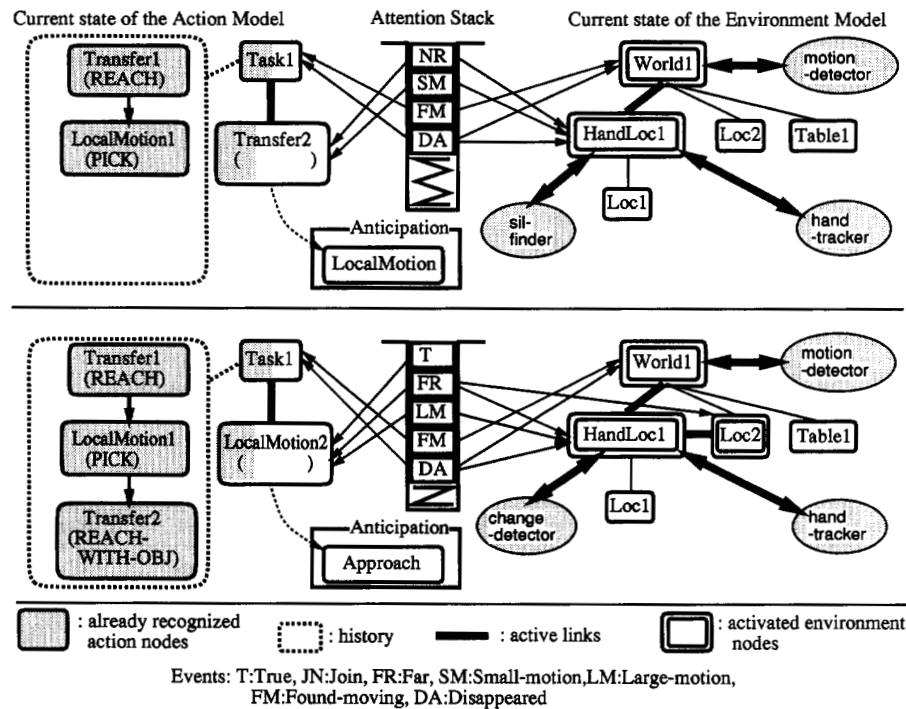 Current state of the Action Model
Attention Stack
Current state of the Environment Model
Transfer1
(REACH)
LocalMotion1
(PICK)
Task1
Transfer2
( )
Anticipation
LocalMotion
NR
SM
FM
DA
World1
HandLoc1
Loc2
Table1
Loc1
motion
-detector
sil-
finder
hand
-tracker
Transfer1
(REACH)
LocalMotion1
(PICK)
Transfer2
(REACH-
WITH-OBJ)
Task1
LocalMotion2
( )
Anticipation
Approach
T
FR
LM
FM
DA
World1
HandLoc1
Loc2
Table1
Loc1
motion
-detector
change
-detector
hand
-tracker
: already recognized
action nodes
: history
: active links
: activated environment
nodes
Events: T:True, JN:Join, FR:Far, SM:Small-motion,LM:Large-motion,
FM:Found-moving, DA:Disappeared